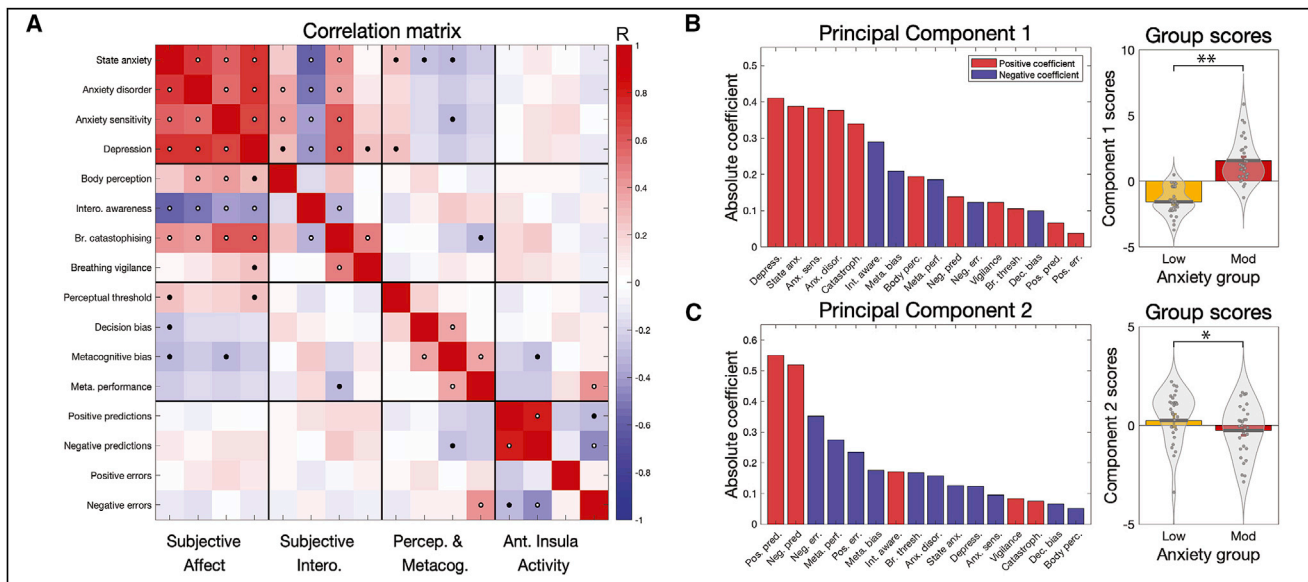 A
Correlation matrix
R
State anxiety
Anxiety disorder
Anxiety sensitivity
Depression
Body perception
Intero. awareness
Br. catastrophising
Breathing vigilance
Perceptual threshold
Decision bias
Metacognitive bias
Meta. performance
Positive predictions
Negative predictions
Positive errors
Negative errors
1
0.8
0.6
0.4
0.2
0
-0.2
-0.4
-0.6
-0.8
-1
Subjective Affect
Subjective Intero.
Percep. & Metacog.
Ant. Insula Activity
B
Principal Component 1
Positive coefficient
Negative coefficient
Absolute coefficient
0.5
0.4
0.3
0.2
0.1
0
Depress.
State anx.
Anx. sens.
Anx. disor.
Catastroph.
Int. aware.
Meta. bias
Body perc.
Meta. perf.
Neg. pred
Neg. err.
Vigilance
Br. thresh.
Dec. bias
Pos. pred.
Pos. err.
Group scores
**
Component 1 scores
10
5
0
-5
Low
Mod
Anxiety group
C
Principal Component 2
Absolute coefficient
0.6
0.5
0.4
0.3
0.2
0.1
0
Pos. pred.
Neg. pred
Neg. err.
Meta. perf.
Pos. err.
Meta. bias
Int. aware.
Br. thresh.
Anx. disor.
State anx.
Depress.
Anx. sens.
Vigilance
Catastroph.
Dec. bias
Body perc.
Group scores
*
Component 2 scores
5
0
-5
Low
Mod
Anxiety group